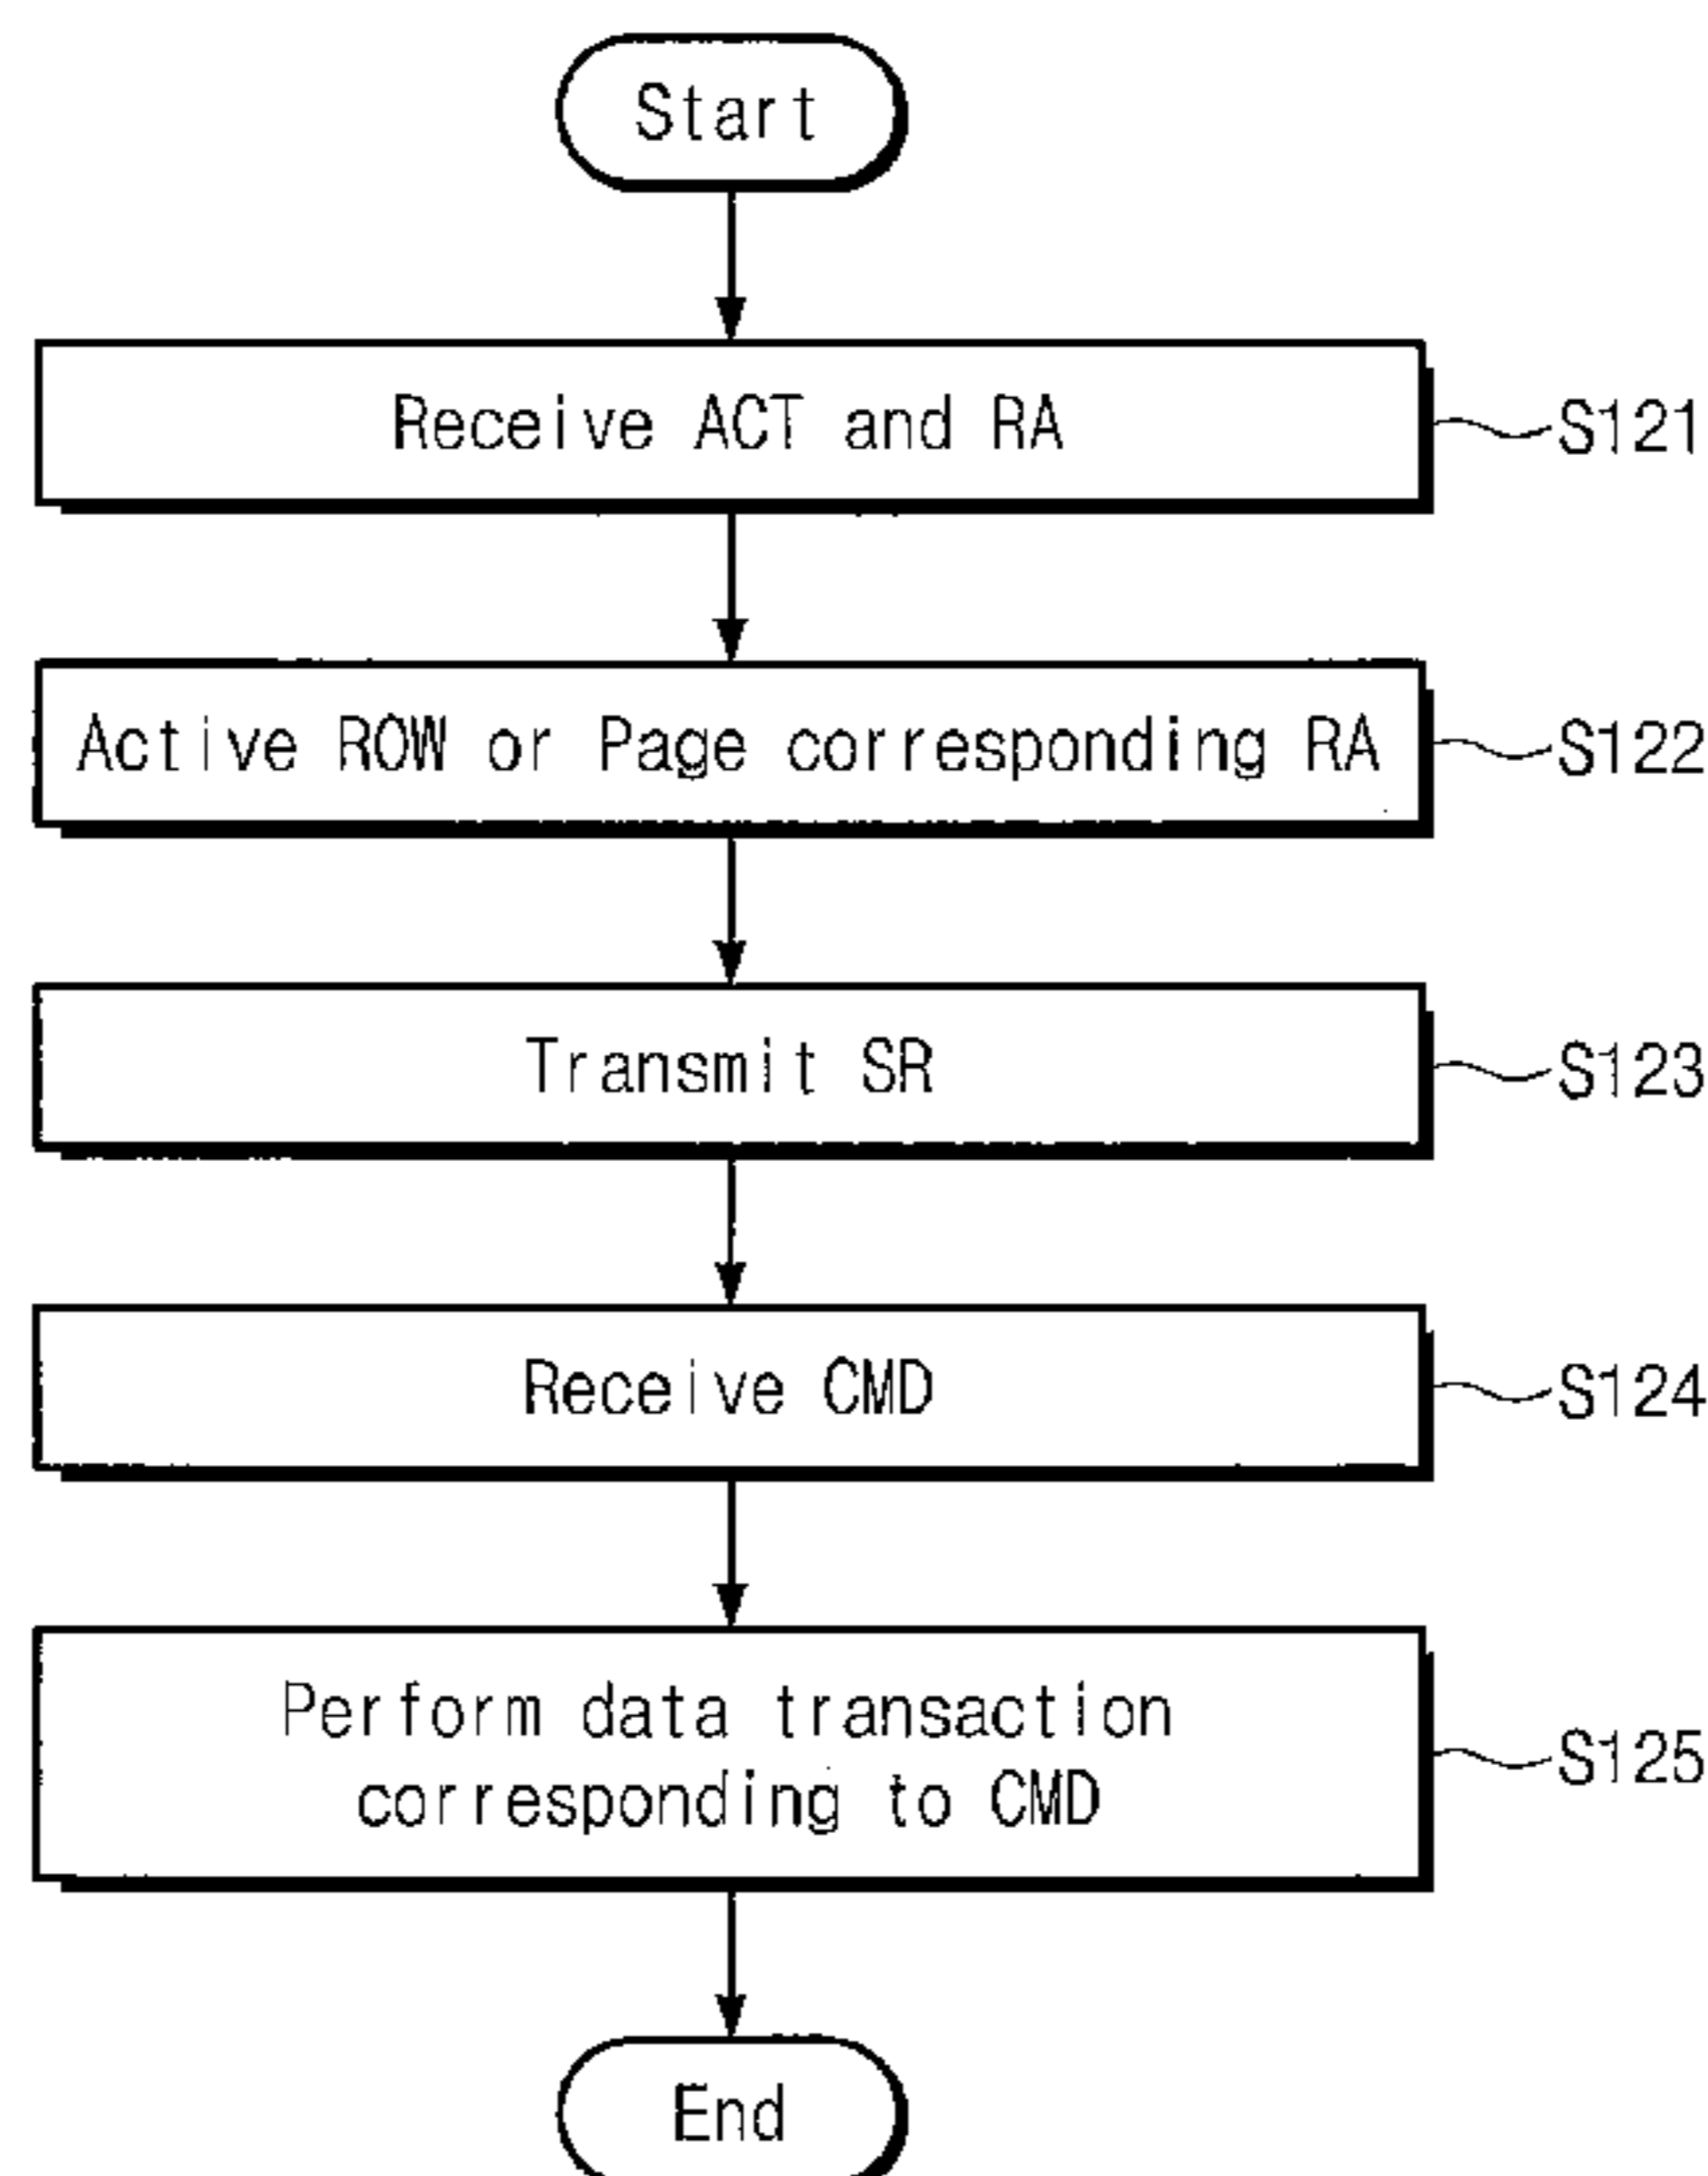 Start
Receive ACT and RA
S121
Active ROW or Page corresponding RA
S122
Transmit SR
S123
Receive CMD
S124
Perform data transaction
corresponding to CMD
S125
End